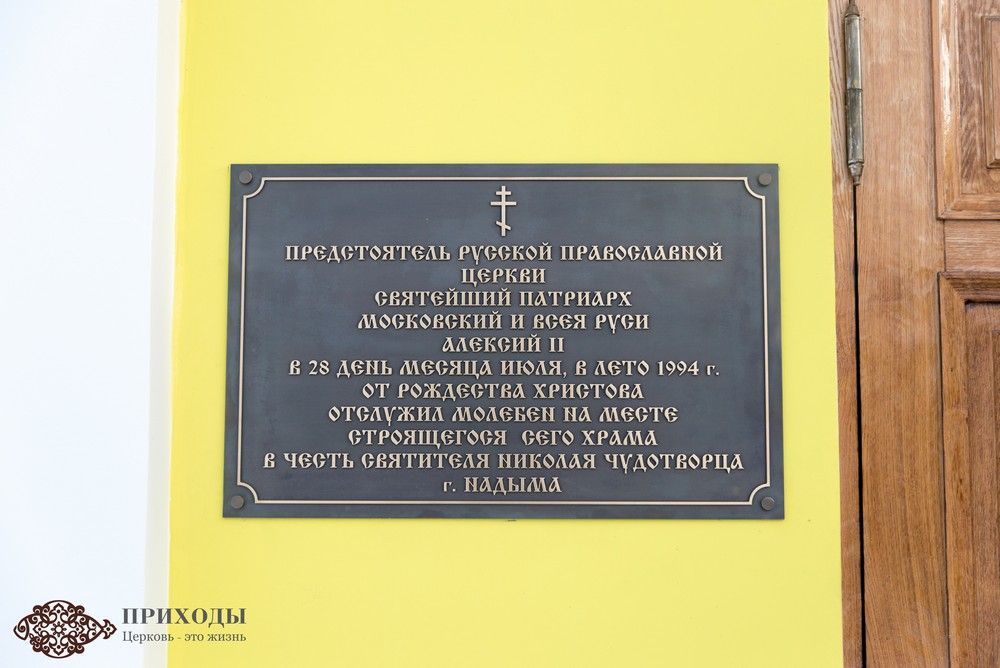 ПРЕДСТОЯТЕЛЬ РУССКОЙ ПРАВОСЛАВНОЙ
ЦЕРКВИ
СВЯТЕЙШИЙ ПАТРИАРХ
МОСКОВСКИЙ И ВСЕЯ РУСИ
АЛЕКСИЙ II
В 28 ДЕНЬ МЕСЯЦА ИЮЛЯ, В ЛЕТО 1994 г.
ОТ РОЖДЕСТВА ХРИСТОВА
ОТСЛУЖИЛ МОЛЕБЕН НА МЕСТЕ
СТРОЯЩЕГОСЯ СЕГО ХРАМА
В ЧЕСТЬ СВЯТИТЕЛЯ НИКОЛАЯ ЧУДОТВОРЦА
г. НАДЫМА
ПРИХОДЫ
Церковь - это жизнь